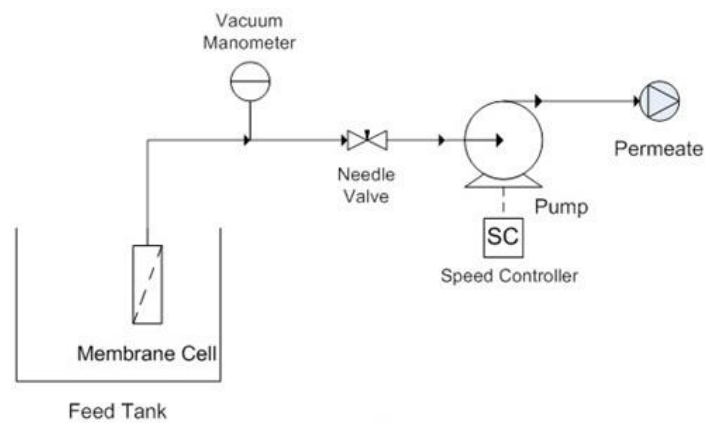 Vacuum
Manometer
Needle
Valve
Permeate
Pump
SC
Speed Controller
Membrane Cell
Feed Tank